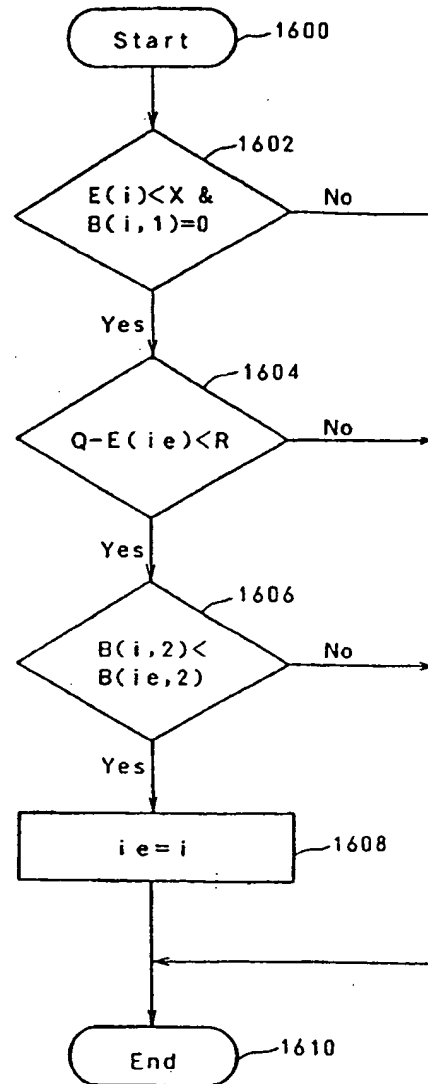 Start
1600
1602
E(i)<X &
B(i,1)=0
No
Yes
1604
Q-E(ie)<R
No
Yes
1606
B(i,2)<
B(ie,2)
No
Yes
ie=i
1608
End
1610